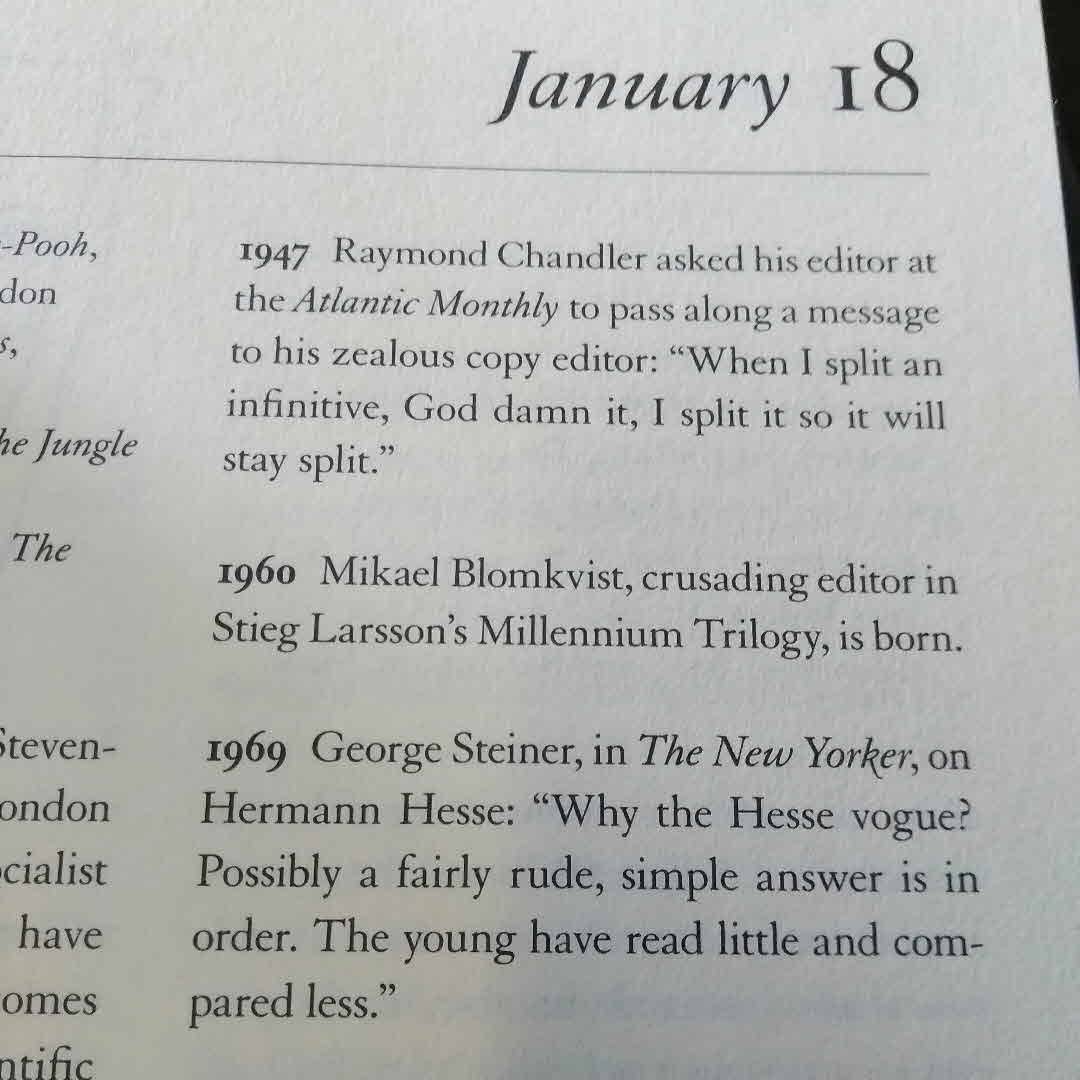 January 18
-Pooh,
don
s,
he Jungle
The
Steven-
ondon
cialist
have
omes
ntific
1947 Raymond Chandler asked his editor at
the Atlantic Monthly to pass along a message
to his zealous copy editor: “When I split an
infinitive, God damn it, I split it so it will
stay split.”
1960 Mikael Blomkvist, crusading editor in
Stieg Larsson’s Millennium Trilogy, is born.
1969 George Steiner, in The New Yorker, on
Hermann Hesse: “Why the Hesse vogue?
Possibly a fairly rude, simple answer is in
order. The young have read little and com-
pared less.”